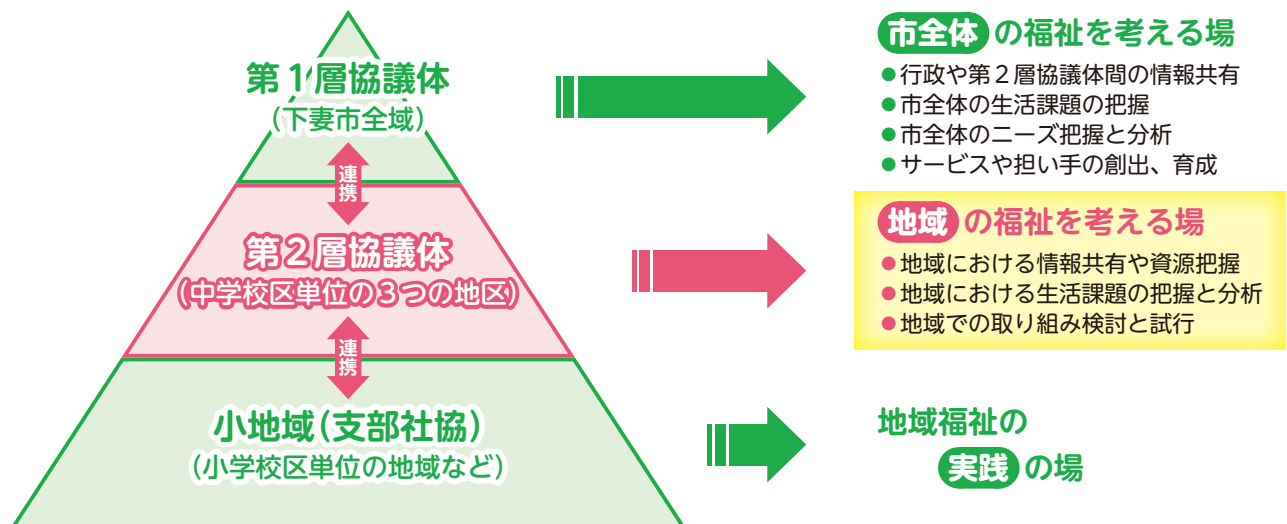 第1層協議体
(下妻市全域)
連携
第2層協議体
(中学校区単位の3つの地区)
連携
小地域(支部社協)
(小学校区単位の地域など)
市全体の福祉を考える場
●行政や第2層協議体間の情報共有
●市全体の生活課題の把握
●市全体のニーズ把握と分析
●サービスや担い手の創出、育成
地域の福祉を考える場
●地域における情報共有や資源把握
●地域における生活課題の把握と分析
●地域での取り組み検討と試行
地域福祉の
実践の場